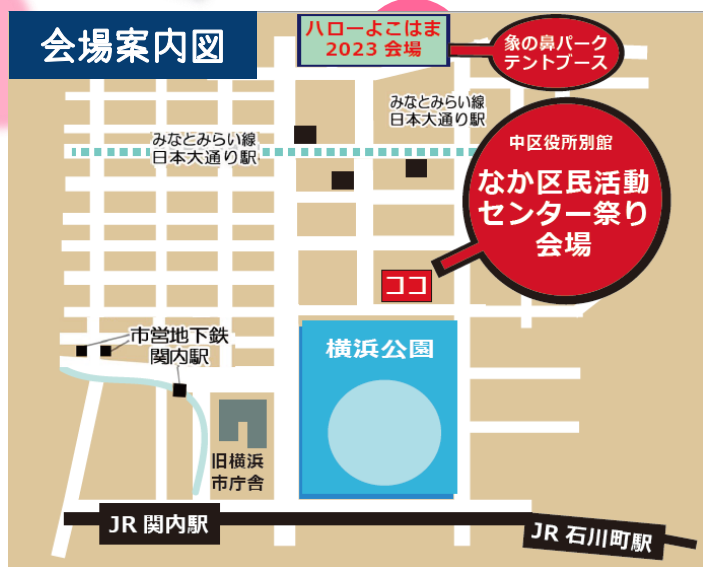 会場案内図
ハローよこはま
2023 会場
象の鼻パーク
テントブース
みなとみらい線
日本大通り駅
みなとみらい線
日本大通り駅
中区役所別館
なか区民活動
センター祭り
会場
ココ
市営地下鉄
関内駅
横浜公園
旧横浜
市庁舎
JR 関内駅
JR 石川町駅